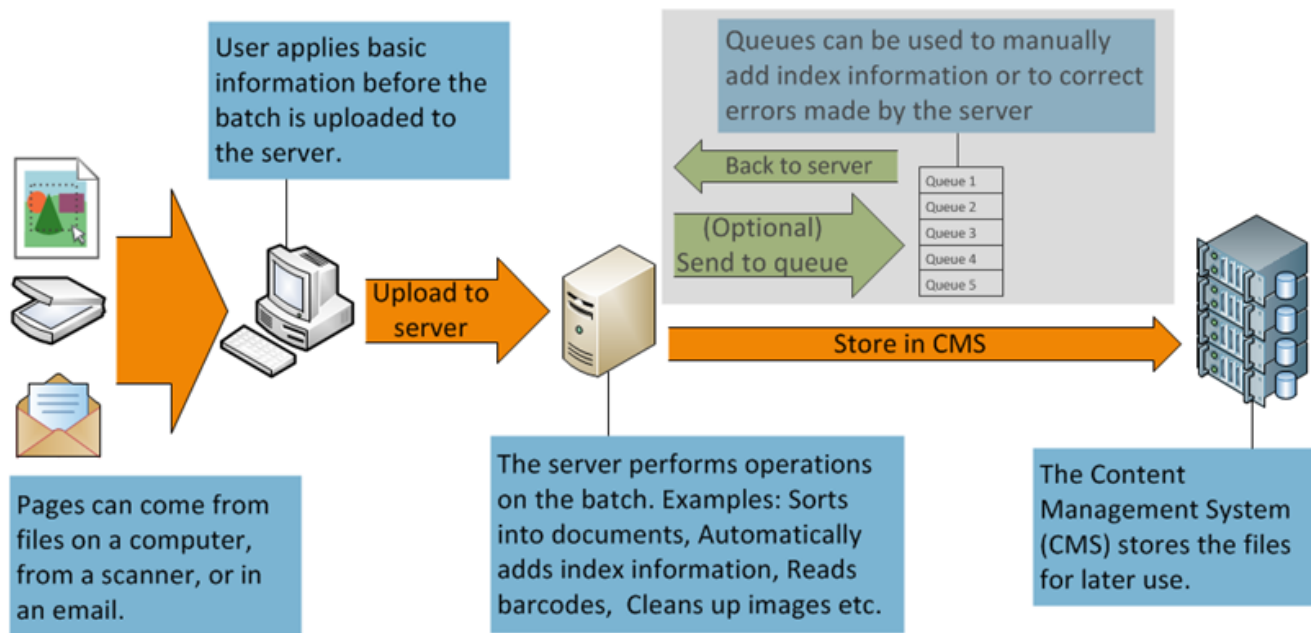 User applies basic
information before the
batch is uploaded to
the server.
Queues can be used to manually
add index information or to correct
errors made by the server
Back to server
(Optional)
Send to queue
Queue 1
Queue 2
Queue 3
Queue 4
Queue 5
Upload to
server
Store in CMS
Pages can come from
files on a computer,
from a scanner, or in
an email.
The server performs operations
on the batch. Examples: Sorts
into documents, Automatically
adds index information, Reads
barcodes,  Cleans up images etc.
The Content
Management System
(CMS) stores the files
for later use.